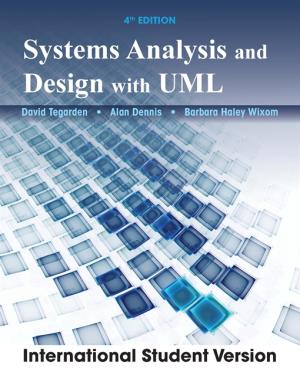 4TH EDITION
Systems Analysis and
Design with UML
David Tegarden • Alan Dennis • Barbara Haley Wixom
International Student Version